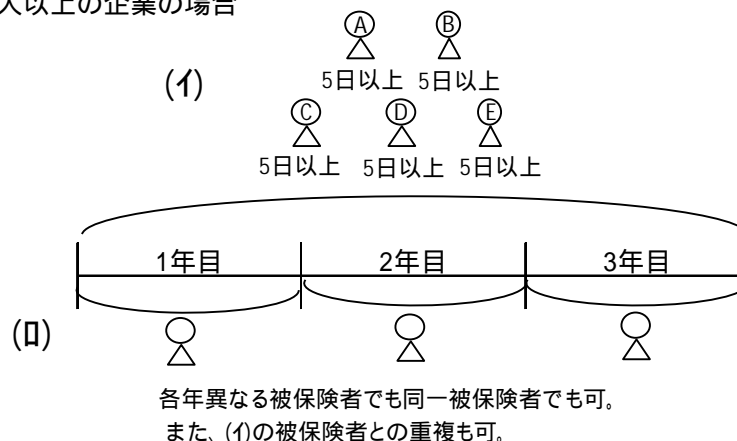 人以上の企業の場合
A B
(イ) 5日以上 5日以上
C D E
5日以上 5日以上 5日以上
1年目 2年目 3年目
(ロ)
各年異なる被保険者でも同一被保険者でも可。
また、(イ)の被保険者との重複も可。